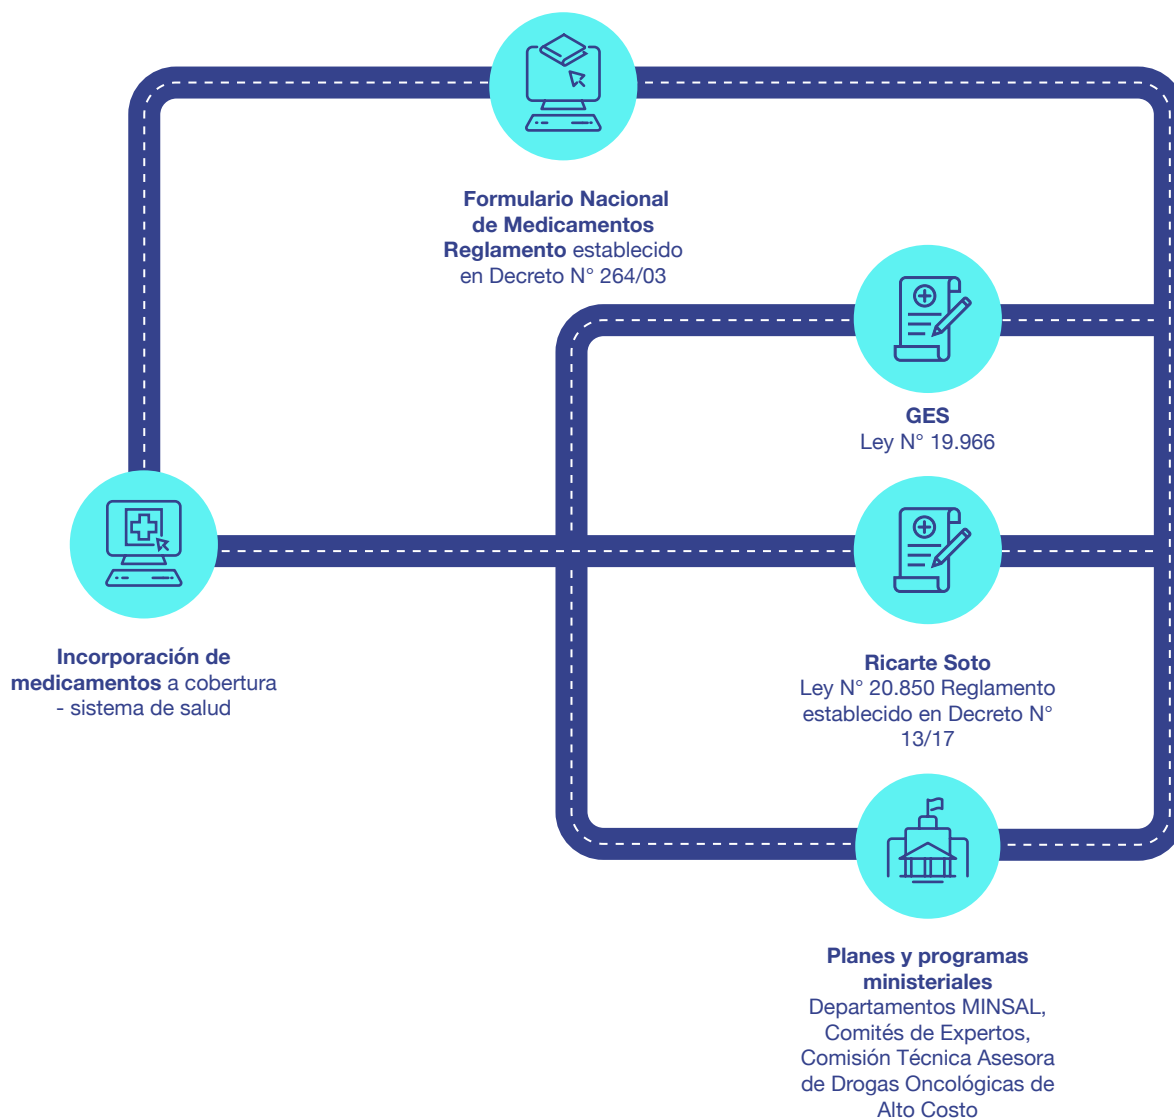 Formulario Nacional
de Medicamentos
Reglamento establecido
en Decreto N° 264/03
GES
Ley N° 19.966
Incorporación de
medicamentos a cobertura
- sistema de salud
Ricarte Soto
Ley N° 20.850 Reglamento
establecido en Decreto N°
13/17
Planes y programas
ministeriales
Departamentos MINSAL,
Comités de Expertos,
Comisión Técnica Asesora
de Drogas Oncológicas de
Alto Costo